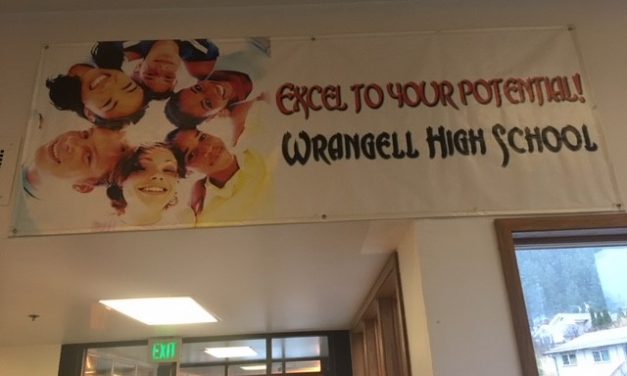 EXCEL TO YOUR POTENTIAL!
WRANGELL HIGH SCHOOL
EXIT